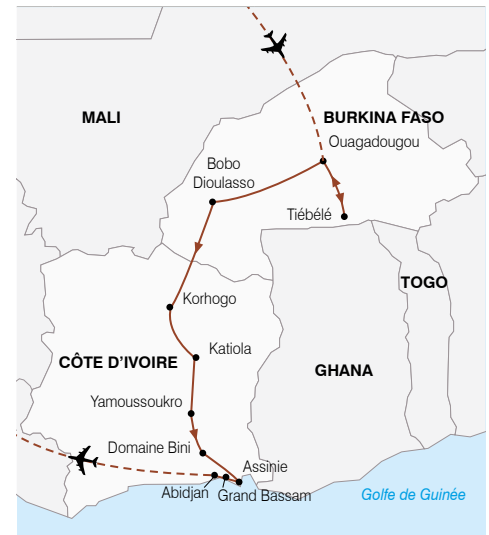 MALI
BURKINA FASO
Ouagadougou
Bobo
Dioulasso
Tiébélé
TOGO
Korhogo
Katiola
CÔTE D'IVOIRE
GHANA
Yamoussoukro
Domaine Bini
Assinie
Abidjan
Grand Bassam
Golfe de Guinée